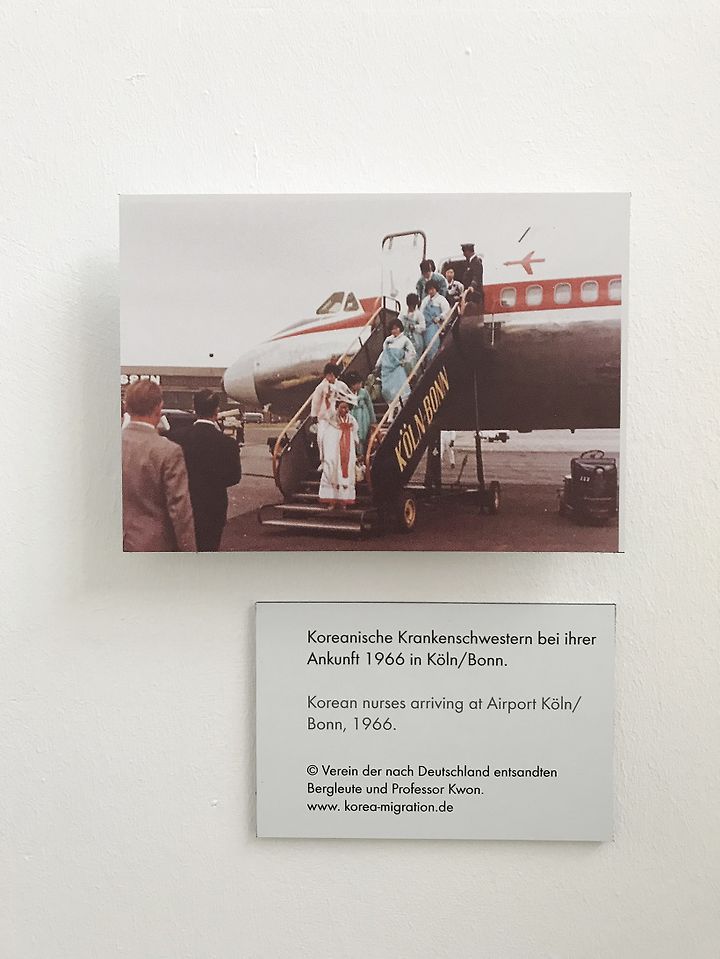 KÖLN-BONN
Koreanische Krankenschwestern bei ihrer
Ankunft 1966 in Köln/Bonn.
Korean nurses arriving at Airport Köln/
Bonn, 1966.
© Verein der nach Deutschland entsandten
Bergleute und Professor Kwon.
www. korea-migration.de